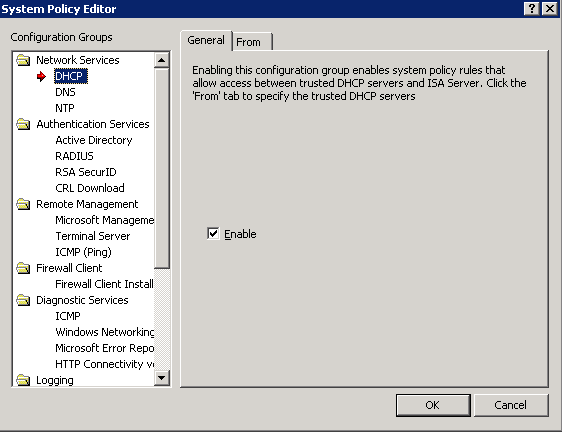 System Policy Editor
Configuration Groups
Network Services
DHCP
DNS
NTP
Authentication Services
Active Directory
RADIUS
RSA SecurID
CRL Download
Remote Management
Microsoft Manageme
Terminal Server
ICMP (Ping)
Firewall Client
Firewall Client Install
Diagnostic Services
ICMP
Windows Networking
Microsoft Error Repo
HTTP Connectivity v
Logging
General
From
Enabling this configuration group enables system policy rules that
allow access between trusted DHCP servers and ISA Server. Click the
'From' tab to specify the trusted DHCP servers
Enable
OK
Cancel